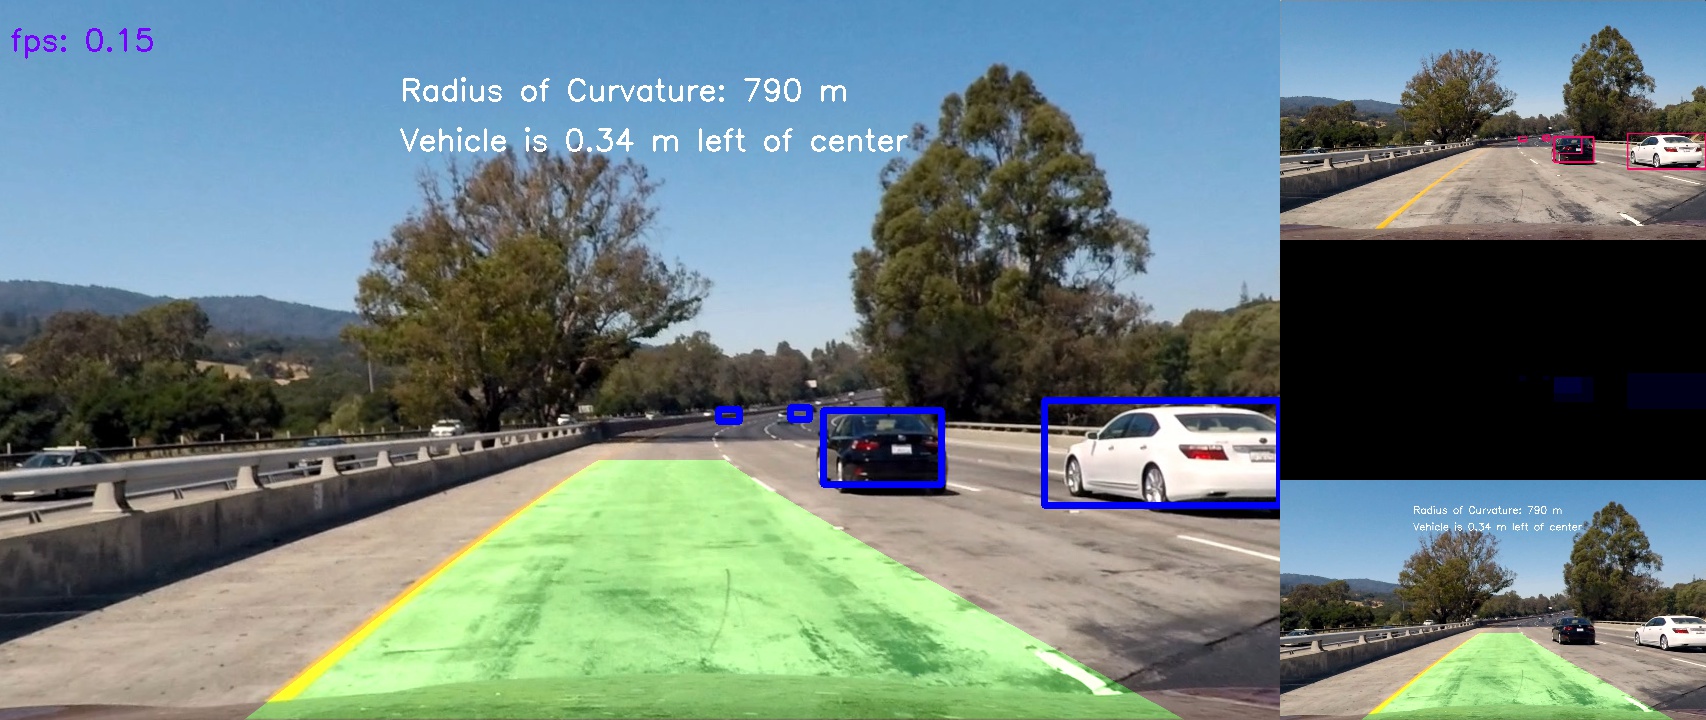 fps: 0.15
Radius of Curvature: 790 m
Vehicle is 0.34 m left of center
Radius of Curvature: 790 m
Vehicle is 0.34 m left of center